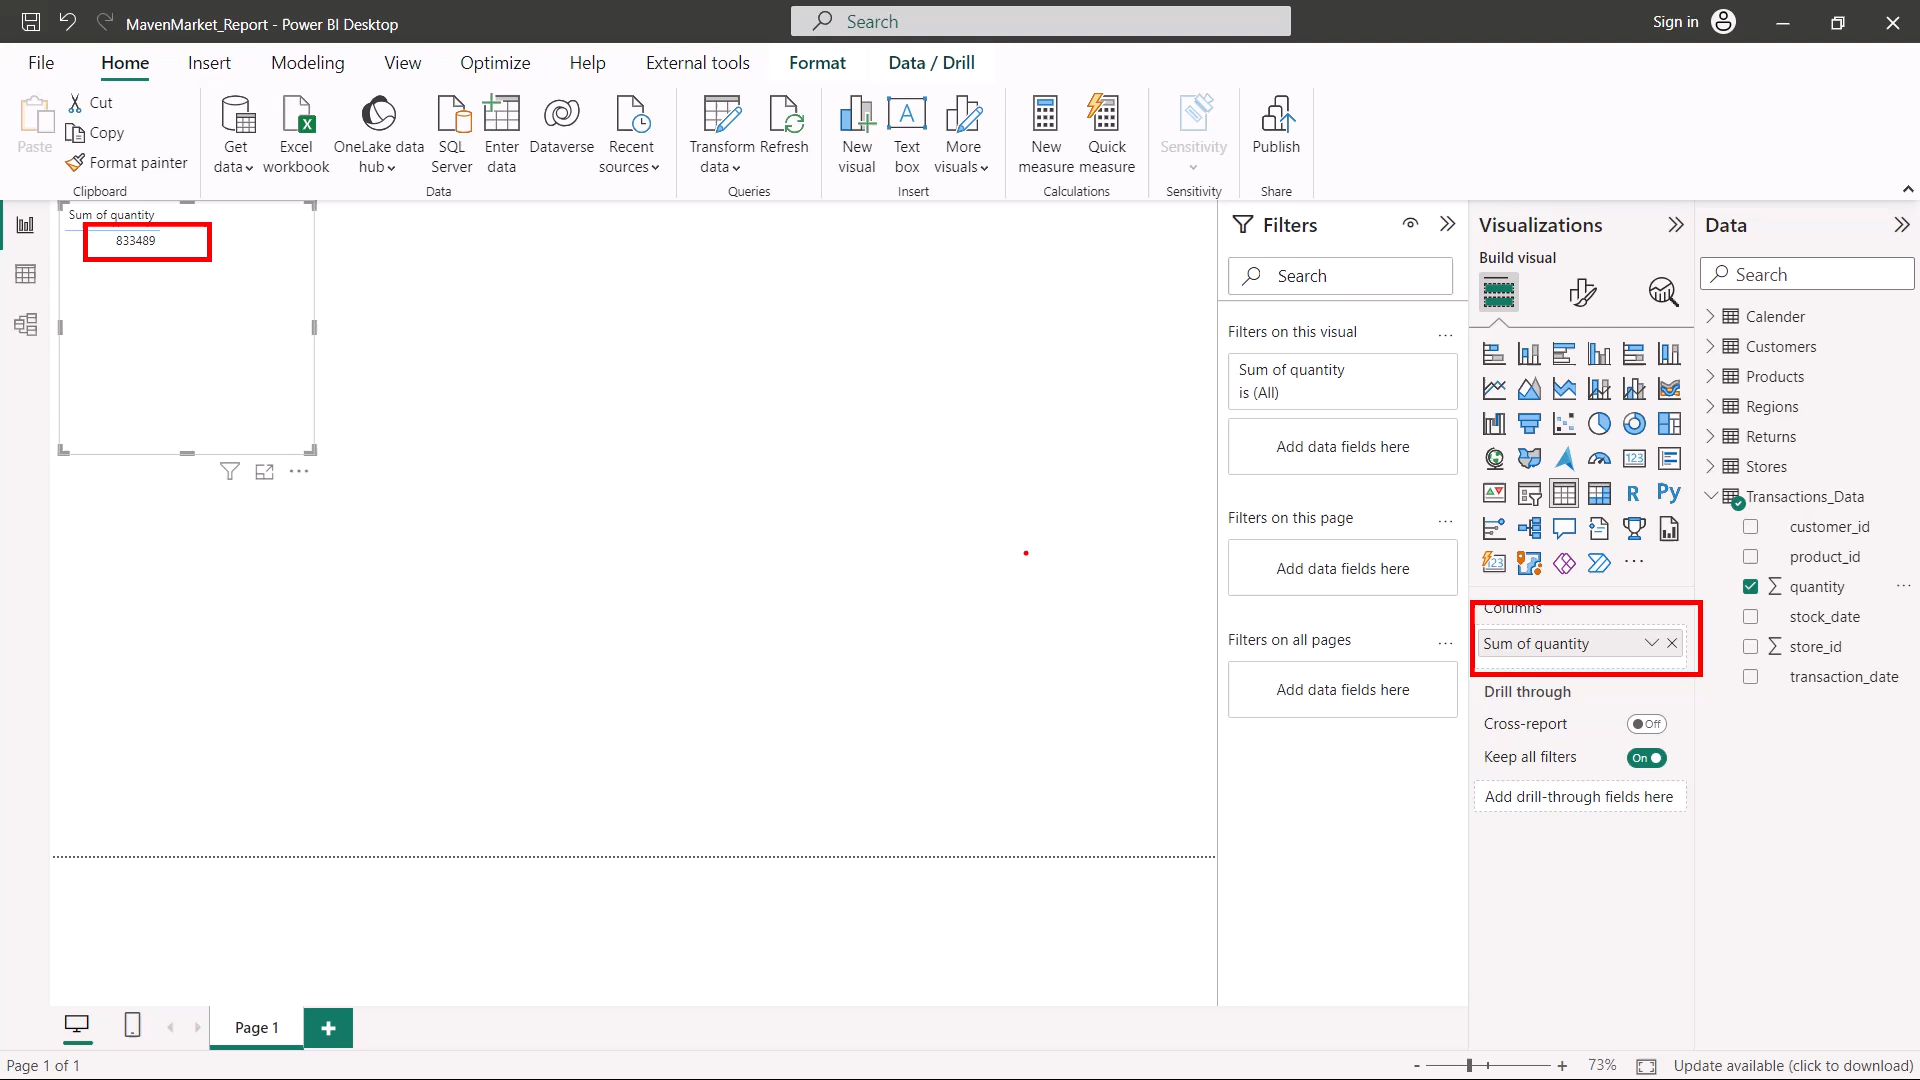 MavenMarket_Report - Power BI Desktop
Search
Sign in
File
Home
Insert
Modeling
View
Optimize
Help
External tools
Format
Data / Drill
Paste
Cut
Copy
Format painter
Clipboard
Get data
Excel workbook
OneLake data hub
SQL Server
Enter data
Dataverse
Recent sources
Data
Transform data
Refresh
Queries
New visual
Text box
More visuals
Insert
New measure
Quick measure
Calculations
Sensitivity
Sensitivity
Publish
Share
Sum of quantity
833489
Filters
Search
Filters on this visual
Sum of quantity
is (All)
Add data fields here
Filters on this page
Add data fields here
Filters on all pages
Add data fields here
Visualizations
Build visual
123
R
Py
123
Columns
Sum of quantity
Drill through
Cross-report
Off
Keep all filters
On
Add drill-through fields here
Data
Search
Calender
Customers
Products
Regions
Returns
Stores
Transactions_Data
customer_id
product_id
quantity
stock_date
store_id
transaction_date
Page 1
Page 1 of 1
73%
Update available (click to download)